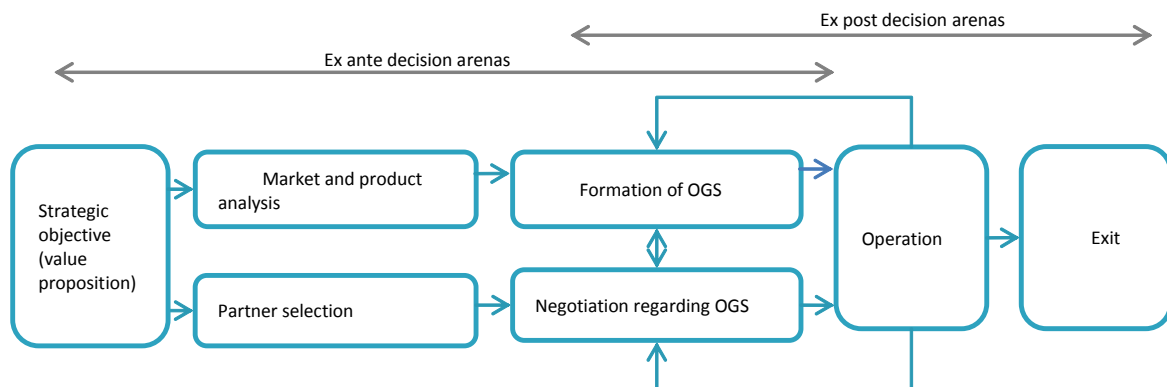 Ex post decision arenas
Ex ante decision arenas
Strategic
objective
(value
proposition)
Market and product
analysis
Partner selection
Formation of OGS
Negotiation regarding OGS
Operation
Exit